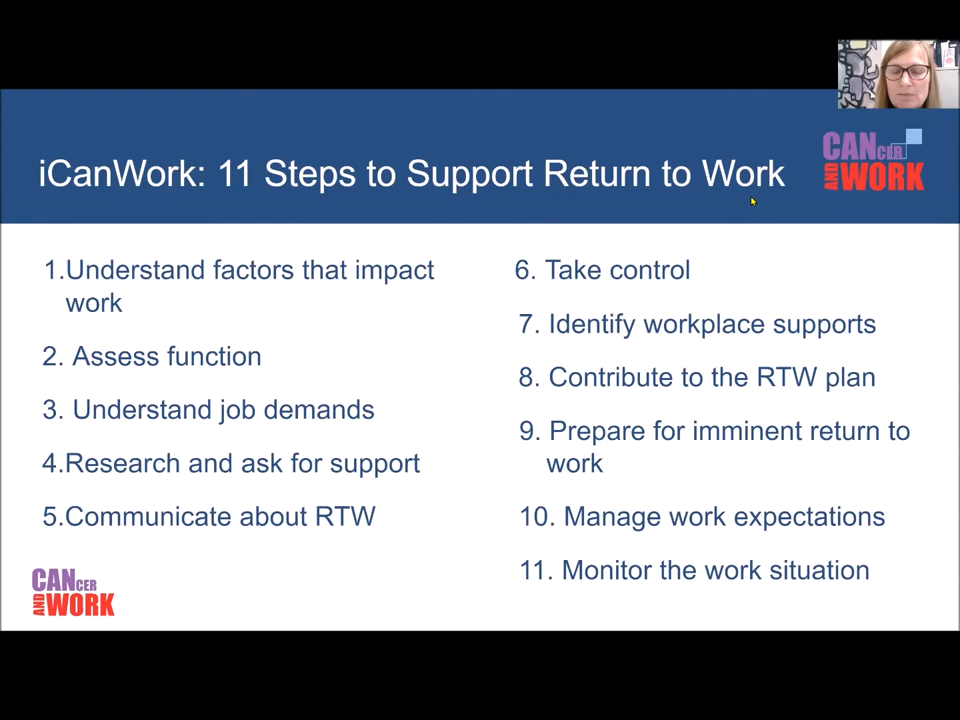 iCanWork: 11 Steps to Support Return to Work
CANCER
AND WORK
1.Understand factors that impact
work
2. Assess function
3. Understand job demands
4.Research and ask for support
5.Communicate about RTW
6. Take control
7. Identify workplace supports
8. Contribute to the RTW plan
9. Prepare for imminent return to
work
10. Manage work expectations
11. Monitor the work situation
CANCER
AND WORK